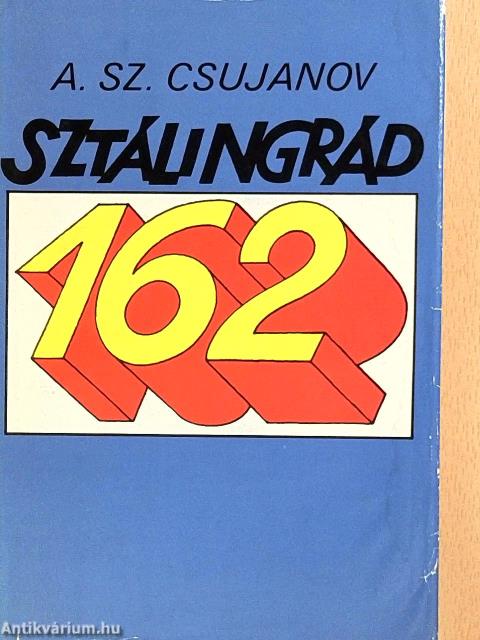 A. SZ. CSUJANOV
SZTÁLINGRÁD
162
Antikvárium.hu